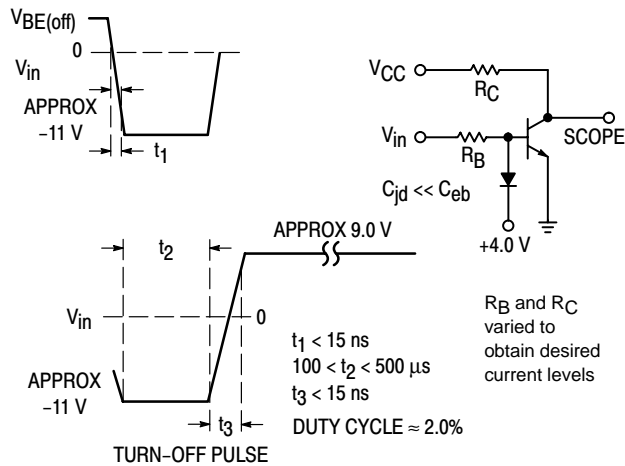 VBE(off)
0
Vin
APPROX
−11 V
t1
VCC
RC
Vin
RB
SCOPE
Cjd << Ceb
+4.0 V
t2
APPROX 9.0 V
Vin
0
APPROX
−11 V
t3
t1 < 15 ns
100 < t2 < 500 μs
t3 < 15 ns
DUTY CYCLE ≈ 2.0%
TURN−OFF PULSE
RB and RC
varied to
obtain desired
current levels